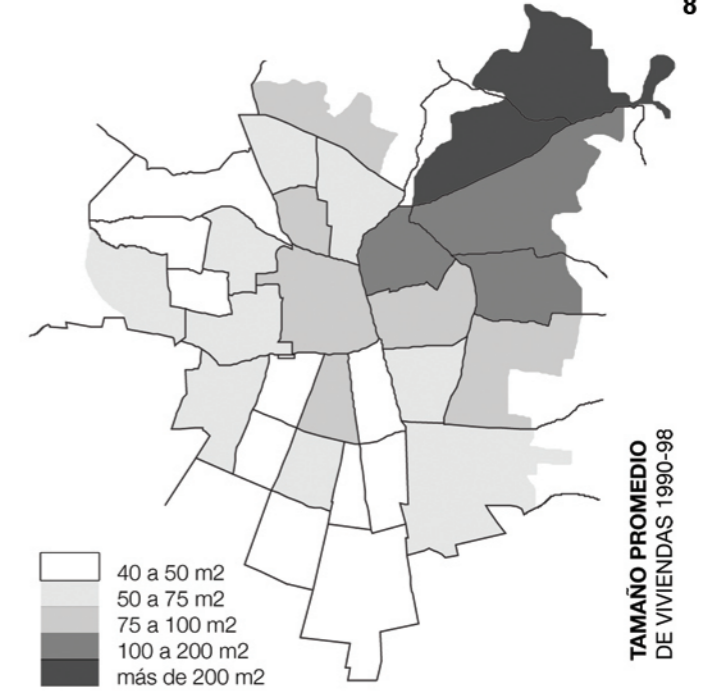 8
40 a 50 m2
50 a 75 m2
75 a 100 m2
100 a 200 m2
más de 200 m2
TAMAÑO PROMEDIO
DE VIVIENDAS 1990-98